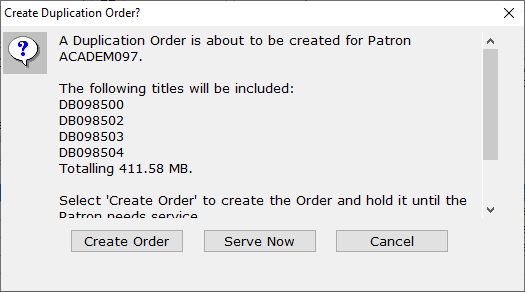 Create Duplication Order?
A Duplication Order is about to be created for Patron
ACADEM097.
The following titles will be included:
DB098500
DB098502
DB098503
DB098504
Totalling 411.58 MB.
Select 'Create Order' to create the Order and hold it until the
Patron needs service
Create Order
Serve Now
Cancel